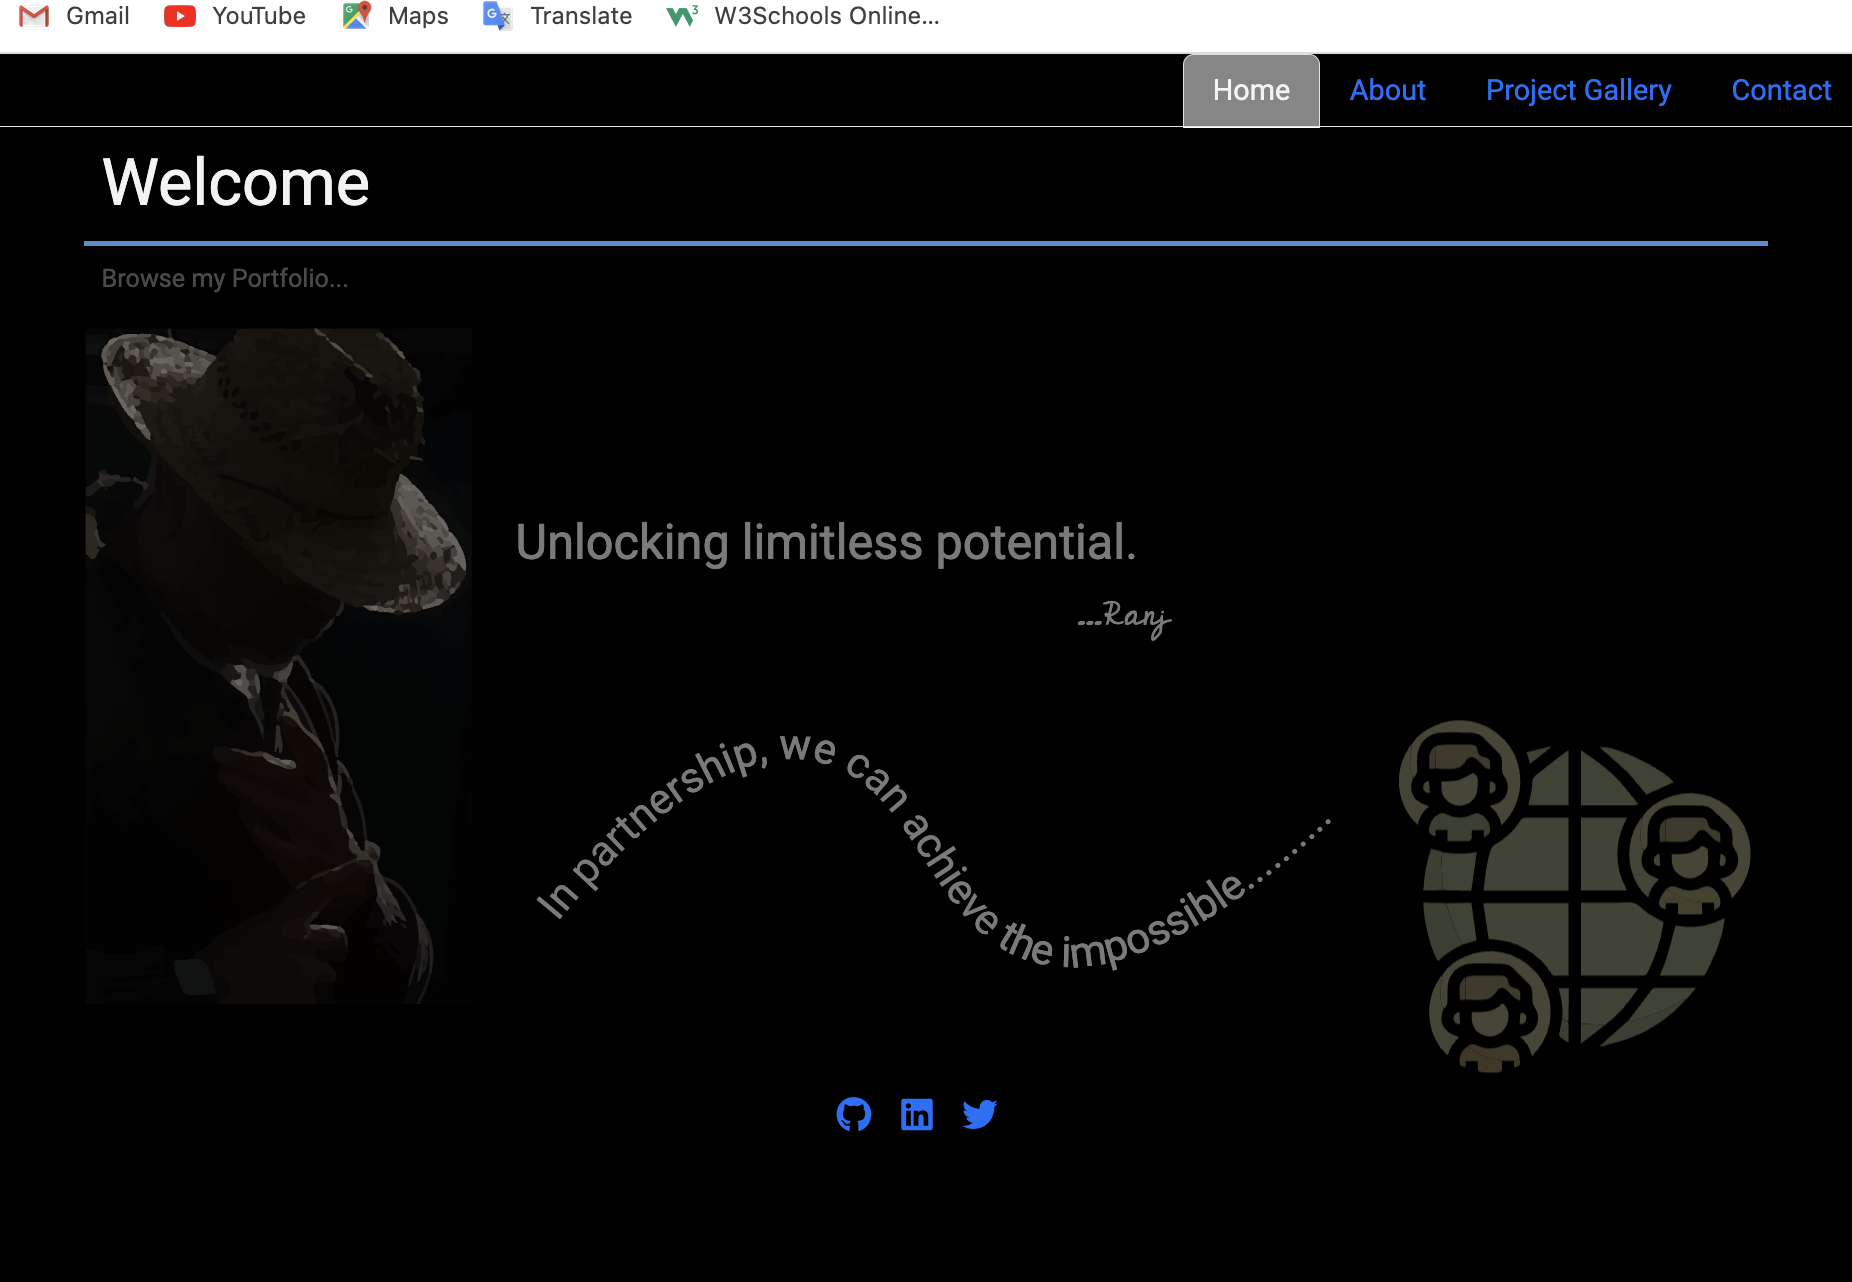 Gmail YouTube Maps Translate W3Schools Online...
Home About Project Gallery Contact
Welcome
Browse my Portfolio...
Unlocking limitless potential.
...Ranj
In partnership, we can achieve the impossible.........
in